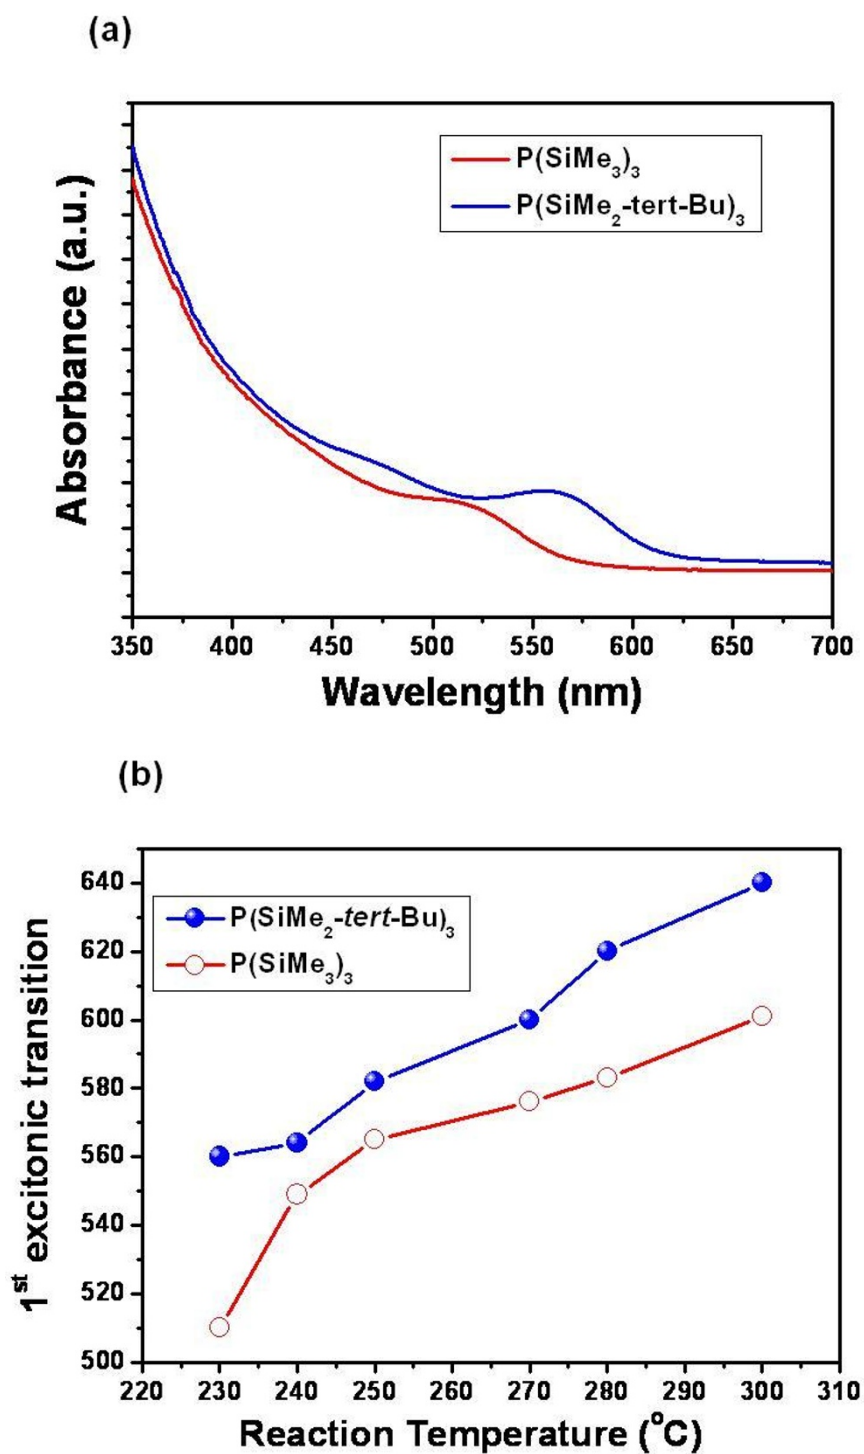 (a)
P(SiMe₃)₃
P(SiMe₂-tert-Bu)₃
Absorbance (a.u.)
350 400 450 500 550 600 650 700
Wavelength (nm)
(b)
P(SiMe₂-tert-Bu)₃
P(SiMe₃)₃
1ˢᵗ excitonic transition
640
620
600
580
560
540
520
500
220 230 240 250 260 270 280 290 300 310
Reaction Temperature (°C)